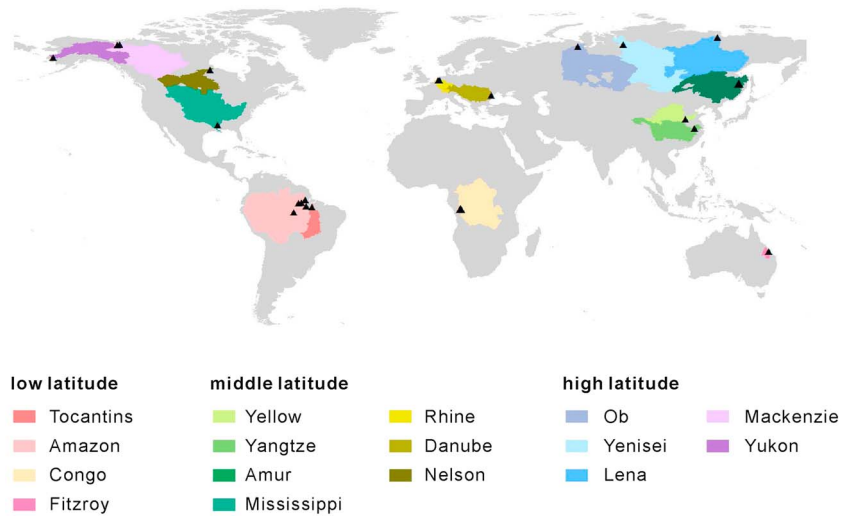 low latitude
Tocantins
Amazon
Congo
Fitzroy
middle latitude
Yellow
Yangtze
Amur
Mississippi
Rhine
Danube
Nelson
high latitude
Ob
Yenisei
Lena
Mackenzie
Yukon